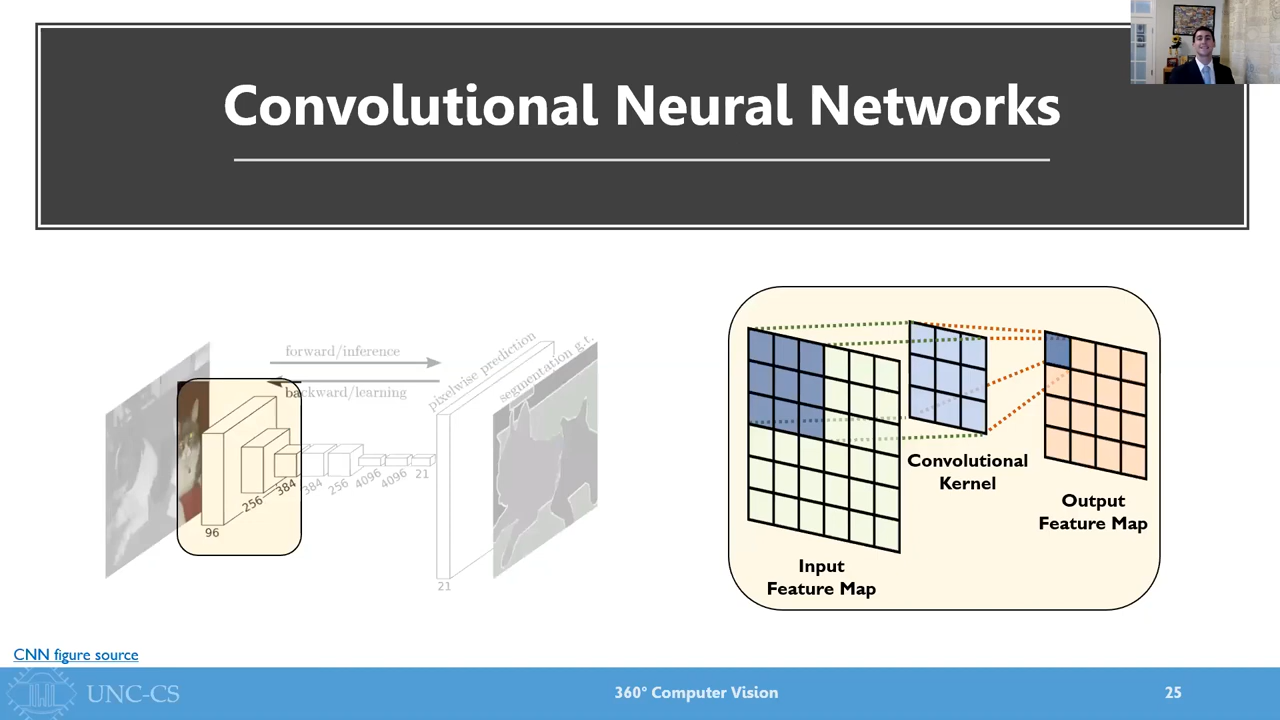 Convolutional Neural Networks
forward/inference
backward/learning
pixelwise prediction
segmentation g.t.
96
256
384
384
256
4096
4096
21
21
Convolutional
Kernel
Output
Feature Map
Input
Feature Map
CNN figure source
UNC-CS
360° Computer Vision
25